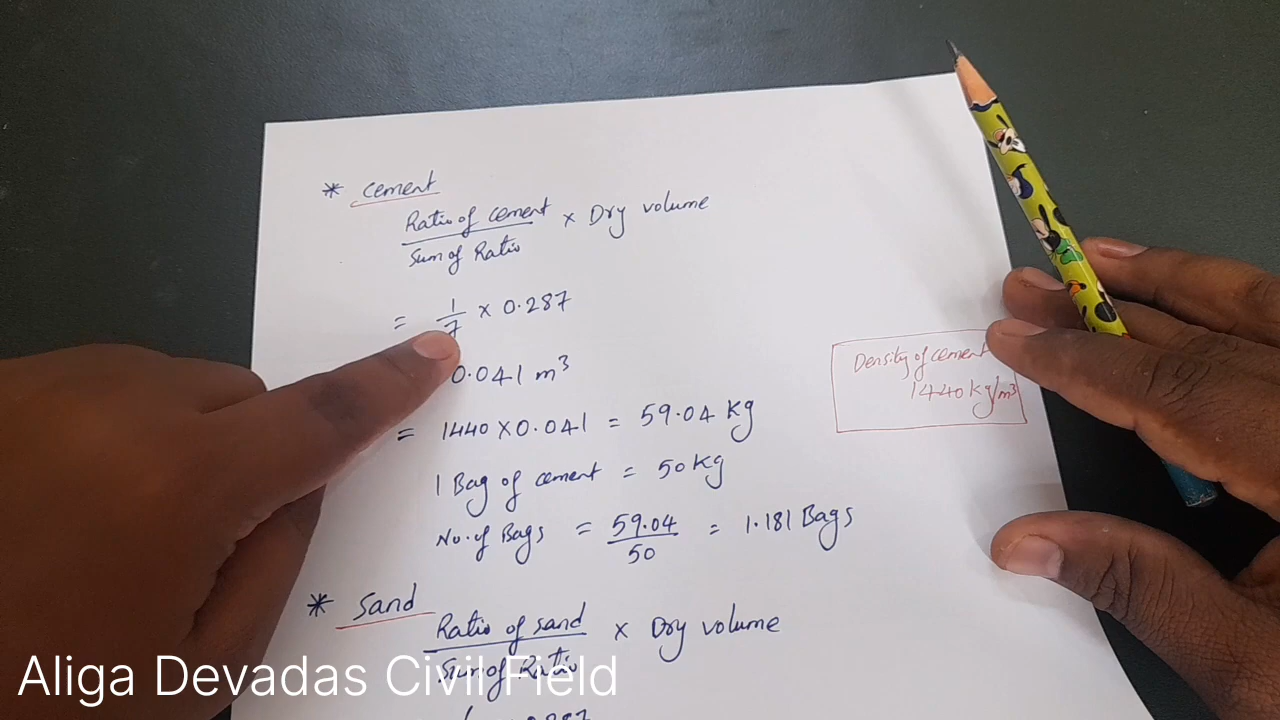 * cement
Ratio of cement × Dry volume
Sum of Ratio
= 1/7 × 0.287
0.041 m³
= 1440 × 0.041 = 59.04 kg
1 Bag of cement = 50 kg
No. of Bags = 59.04/50 = 1.181 Bags
Density of cement
1440 kg/m³
* Sand
Ratio of sand × Dry volume
Sum of Ratio
Aliga Devadas Civil Field